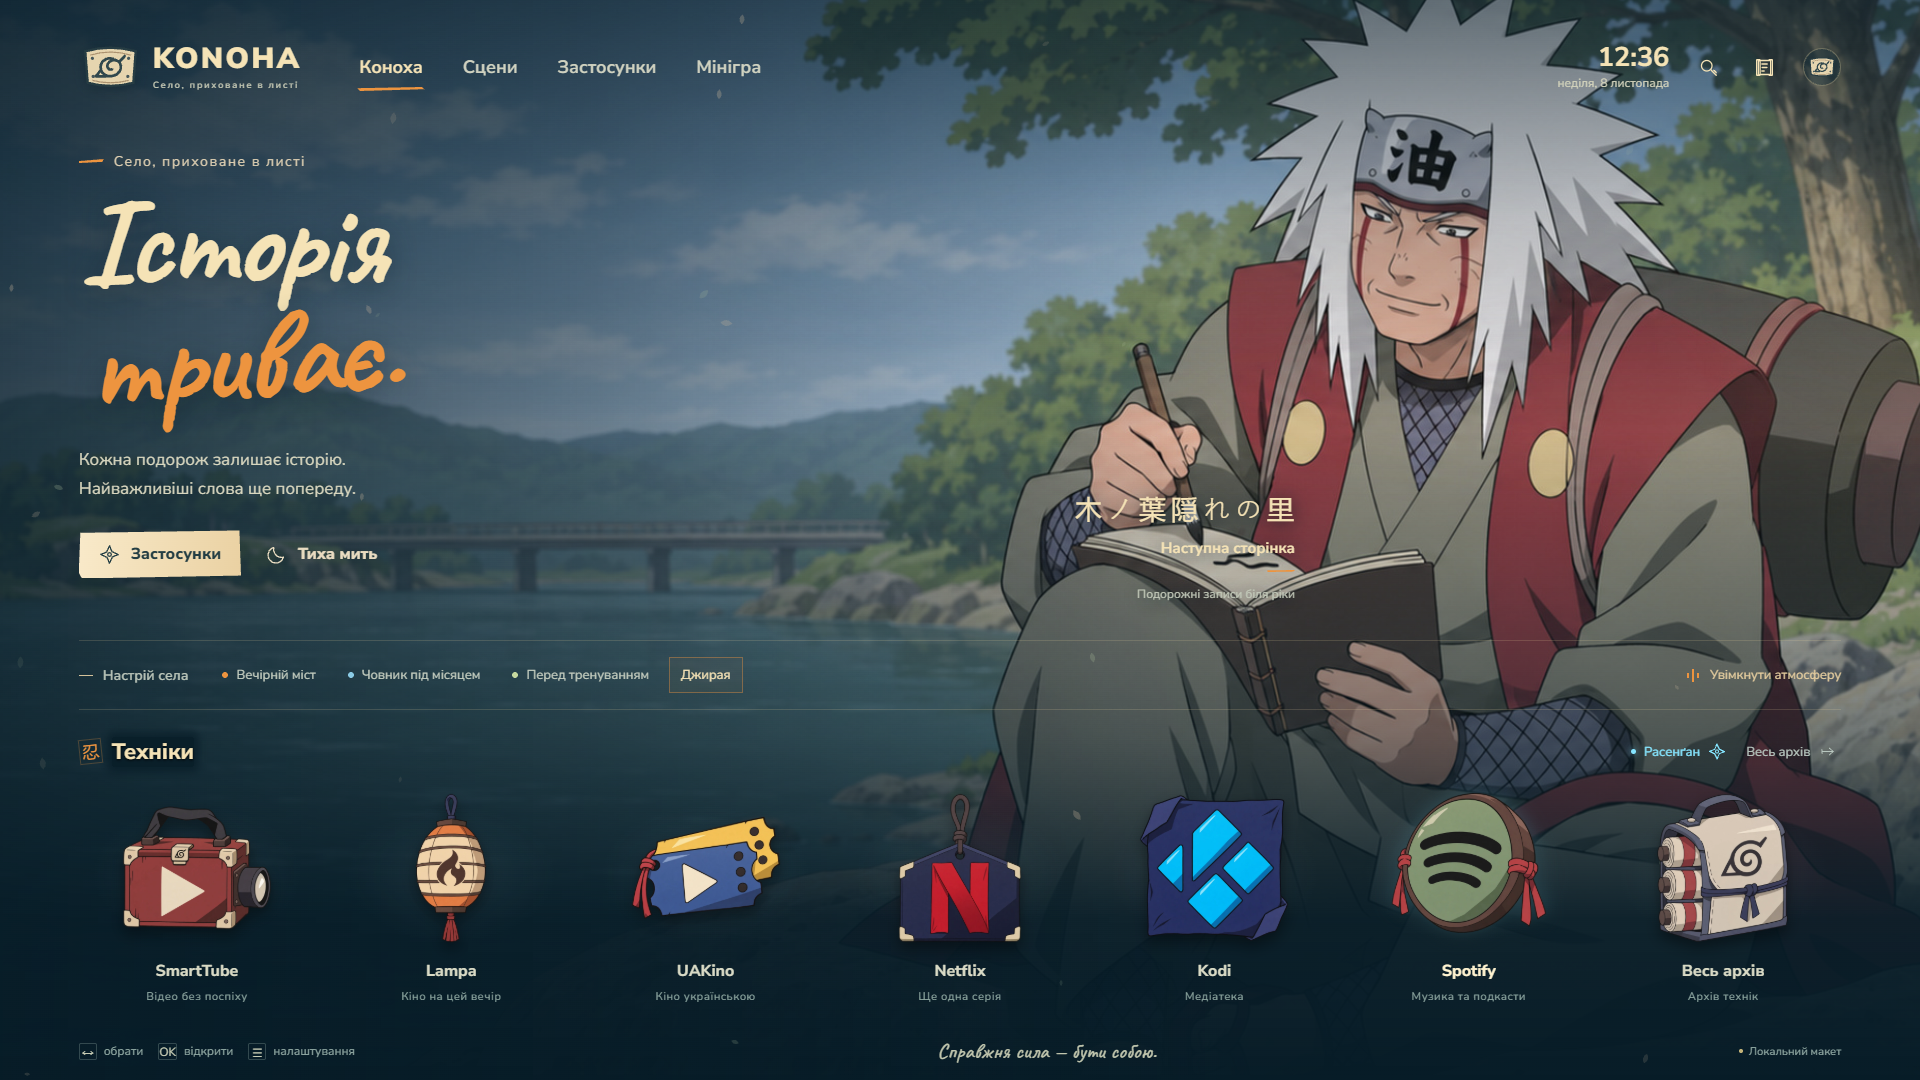 KONOHA
Село, приховане в листі
Коноха
Сцени
Застосунки
Мінігра
12:36
неділя, 8 листопада
油
Село, приховане в листі
Історія
триває.
Кожна подорож залишає історію.
Найважливіші слова ще попереду.
Застосунки
Тиха мить
木ノ葉隠れの里
Наступна сторінка
Подорожні записи біля ріки
Настрій села
Вечірній міст
Човник під місяцем
Перед тренуванням
Джирая
Увімкнути атмосферу
忍 Техніки
Расенґан
Весь архів
N
SmartTube
Lampa
UAKino
Netflix
Kodi
Spotify
Весь архів
Відео без поспіху
Кіно на цей вечір
Кіно українською
Ще одна серія
Медіатека
Музика та подкасти
Архів технік
обрати
OK відкрити
налаштування
Справжня сила — бути собою.
Локальний макет